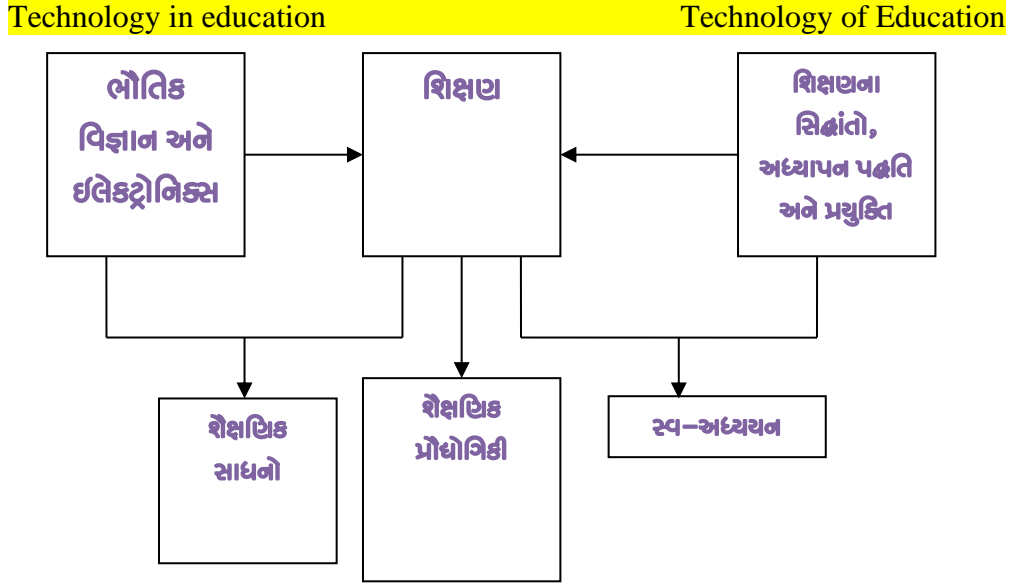 Technology in education Technology of Education
ભૌતિક
વિજ્ઞાન અને
ઈલેકટ્રોનિક્સ
શિક્ષણ
શિક્ષણના
સિદ્ધાંતો,
અધ્યાપન પદ્ધતિ
અને પ્રયુક્તિ
શૈક્ષણિક
સાધનો
શૈક્ષણિક
પ્રૌધોગિકી
સ્વ-અધ્યયન